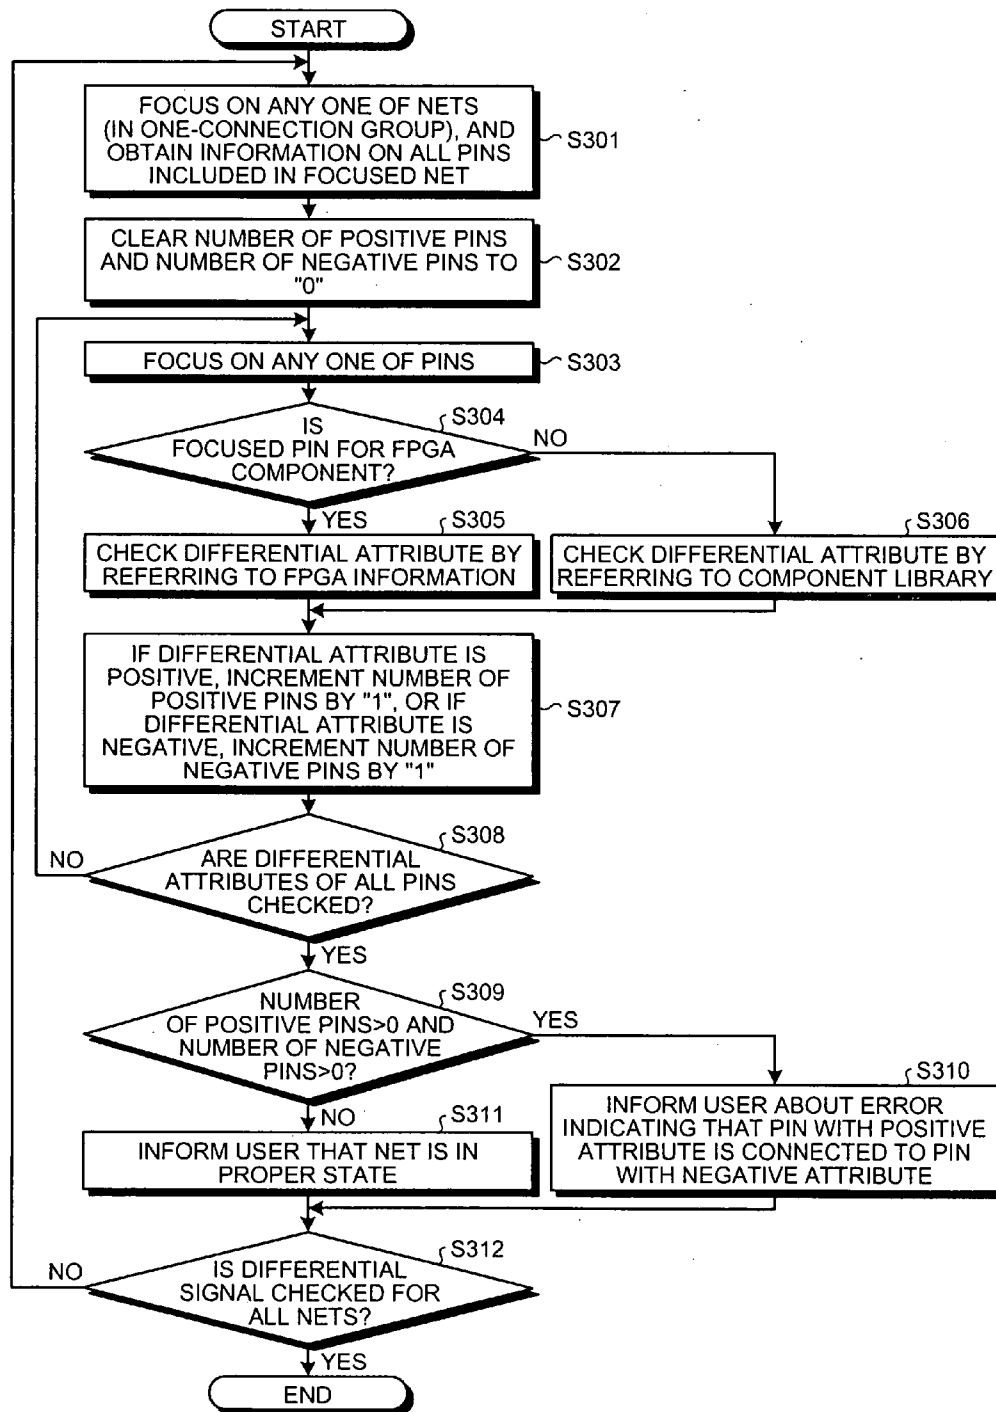 START
FOCUS ON ANY ONE OF NETS
(IN ONE-CONNECTION GROUP), AND
OBTAIN INFORMATION ON ALL PINS
INCLUDED IN FOCUSED NET
S301
CLEAR NUMBER OF POSITIVE PINS
AND NUMBER OF NEGATIVE PINS TO
"0"
S302
FOCUS ON ANY ONE OF PINS
S303
S304
IS
FOCUSED PIN FOR FPGA
COMPONENT?
NO
YES
S305
CHECK DIFFERENTIAL ATTRIBUTE BY
REFERRING TO FPGA INFORMATION
S306
CHECK DIFFERENTIAL ATTRIBUTE BY
REFERRING TO COMPONENT LIBRARY
IF DIFFERENTIAL ATTRIBUTE IS
POSITIVE, INCREMENT NUMBER OF
POSITIVE PINS BY "1", OR IF
DIFFERENTIAL ATTRIBUTE IS
NEGATIVE, INCREMENT NUMBER OF
NEGATIVE PINS BY "1"
S307
S308
NO
ARE DIFFERENTIAL
ATTRIBUTES OF ALL PINS
CHECKED?
YES
S309
NUMBER
OF POSITIVE PINS>0 AND
NUMBER OF NEGATIVE
PINS>0?
YES
NO
S310
INFORM USER ABOUT ERROR
INDICATING THAT PIN WITH POSITIVE
ATTRIBUTE IS CONNECTED TO PIN
WITH NEGATIVE ATTRIBUTE
S311
INFORM USER THAT NET IS IN
PROPER STATE
S312
NO
IS DIFFERENTIAL
SIGNAL CHECKED FOR
ALL NETS?
YES
END